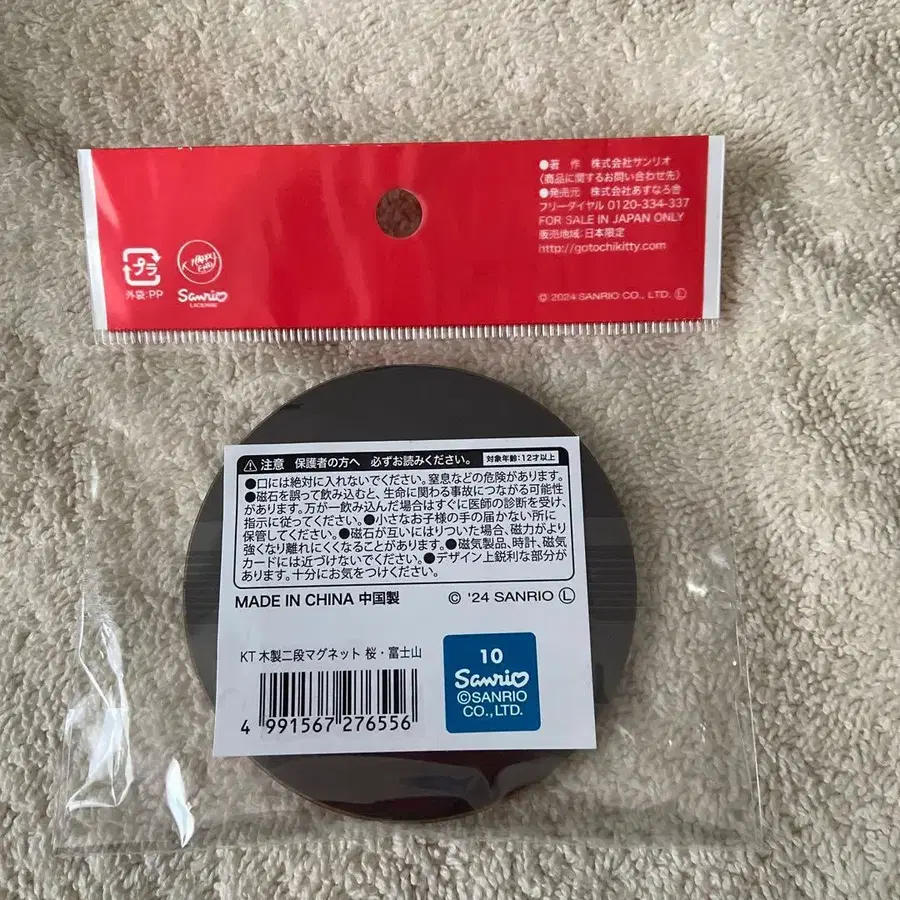 ●著 作 株式会社サンリオ
(商品に関するお問い合わせ先)
●発売元 株式会社あすなろ舎
フリーダイヤル 0120-334-337
FOR SALE IN JAPAN ONLY
販売地域:日本限定
http://gotochikitty.com
プラ
外袋:PP
Sanrio
LICENSE
© 2024 SANRIO CO., LTD. Ⓛ
⚠注意 保護者の方へ 必ずお読みください。 対象年齢:12才以上
●口には絶対に入れないでください。窒息などの危険があります。
●磁石を誤って飲み込むと、生命に関わる事故につながる可能性
があります。万が一飲み込んだ場合はすぐに医師の診断を受け、
指示に従ってください。●小さなお子様の手の届かない所に
保管してください。●磁石が互いにはりついた場合、磁力がより
強くなり離れにくくなることがあります。●磁気製品、時計、磁気
カードには近づけないでください。●デザイン上鋭利な部分が
あります。十分にお気をつけください。
MADE IN CHINA 中国製 © '24 SANRIO Ⓛ
KT 木製二段マグネット 桜・富士山
4 991567 276556
10
Sanrio
©SANRIO
CO.,LTD.